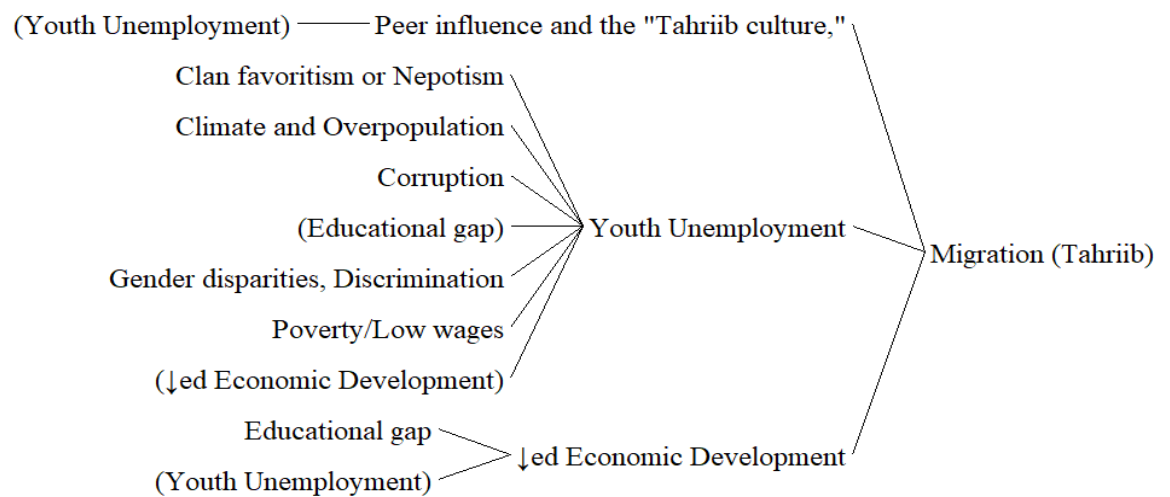 (Youth Unemployment)
Peer influence and the "Tahriib culture,"
Clan favoritism or Nepotism
Climate and Overpopulation
Corruption
(Educational gap)
Youth Unemployment
Migration (Tahriib)
Gender disparities, Discrimination
Poverty/Low wages
(↓ed Economic Development)
Educational gap
↓ed Economic Development
(Youth Unemployment)